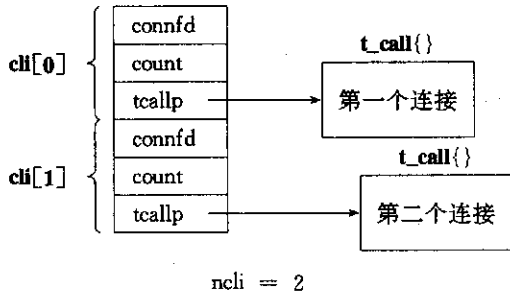 cli[0]
connfd
count
tcallp
t_call{}
第一个连接
cli[1]
connfd
count
tcallp
t_call{}
第二个连接
ncli = 2